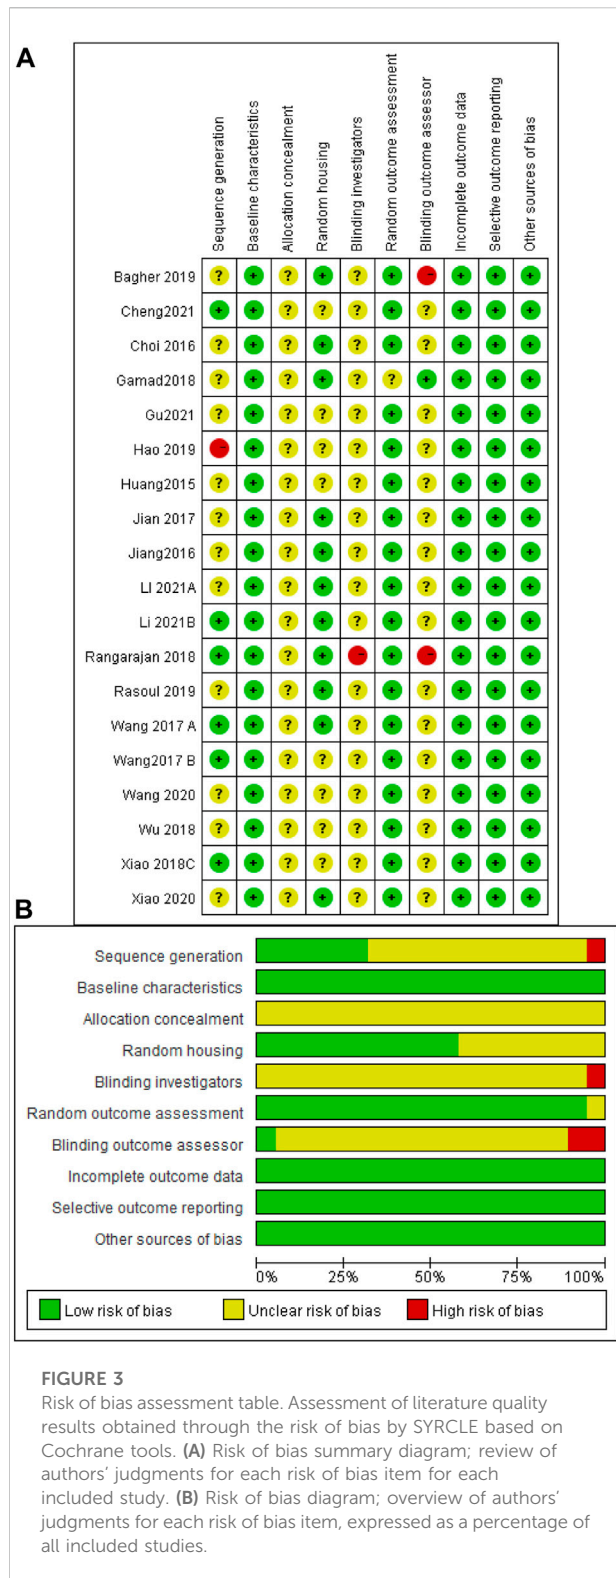 A
Sequence generation
Baseline characteristics
Allocation concealment
Random housing
Blinding investigators
Random outcome assessment
Blinding outcome assessor
Incomplete outcome data
Selective outcome reporting
Other sources of bias
Bagher 2019 ? + ? + ? + - + + +
Cheng2021 + + ? ? ? + ? + + +
Choi 2016 ? + ? + ? + ? + + +
Gamad2018 ? + ? + ? ? + + + +
Gu2021 ? + ? ? ? + ? + + +
Hao 2019 - + ? ? ? + ? + + +
Huang2015 ? + ? ? ? + ? + + +
Jian 2017 ? + ? + ? + ? + + +
Jiang2016 ? + ? + ? + ? + + +
LI 2021A ? + ? + ? + ? + + +
Li 2021B + + ? + ? + ? + + +
Rangarajan 2018 + + ? + - + - + + +
Rasoul 2019 ? + ? + ? + ? + + +
Wang 2017 A + + ? + ? + ? + + +
Wang2017 B + + ? ? ? + ? + + +
Wang 2020 ? + ? ? ? + ? + + +
Wu 2018 ? + ? ? ? + ? + + +
Xiao 2018C + + ? ? ? + ? + + +
Xiao 2020 ? + ? + ? + ? + + +
B
Sequence generation
Baseline characteristics
Allocation concealment
Random housing
Blinding investigators
Random outcome assessment
Blinding outcome assessor
Incomplete outcome data
Selective outcome reporting
Other sources of bias
0% 25% 50% 75% 100%
Low risk of bias Unclear risk of bias High risk of bias
FIGURE 3
Risk of bias assessment table. Assessment of literature quality
results obtained through the risk of bias by SYRCLE based on
Cochrane tools. (A) Risk of bias summary diagram; review of
authors' judgments for each risk of bias item for each
included study. (B) Risk of bias diagram; overview of authors'
judgments for each risk of bias item, expressed as a percentage of
all included studies.